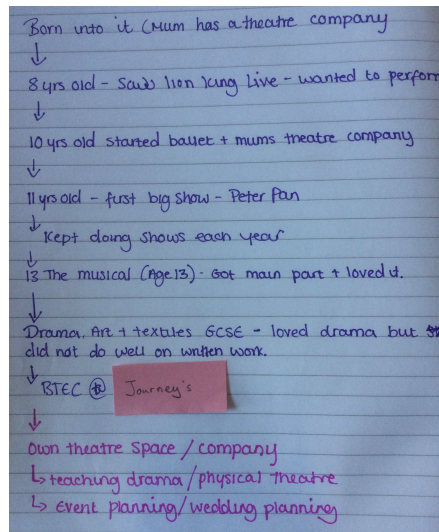 Born into it (Mum has a theatre company
↓
8 yrs old - Saw lion king Live - wanted to perform
↓
10 yrs old started ballet + mums theatre company
↓
11 yrs old - first big show - Peter Pan
↓ Kept doing shows each year
↓
13 The musical (Age 13) - Got main part + loved it.
↓
Drama, Art + textiles GCSE - loved drama but
did not do well on written work.
↓ BTEC Journey's
↓
Own theatre space / company
↳ teaching drama / physical theatre
↳ Event planning / wedding planning